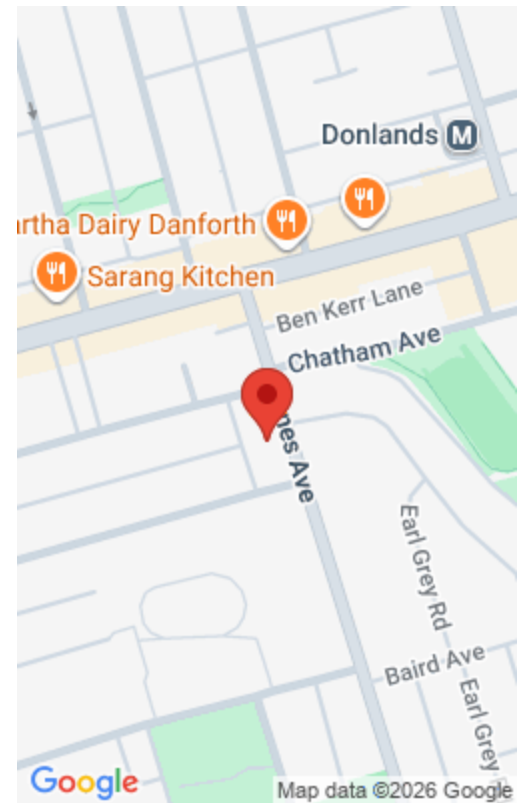 Donlands M
rtha Dairy Danforth
Sarang Kitchen
Ben Kerr Lane
Chatham Ave
nes Ave
Earl Grey Rd
Baird Ave
Earl Grey R
Google
Map data ©2026 Google